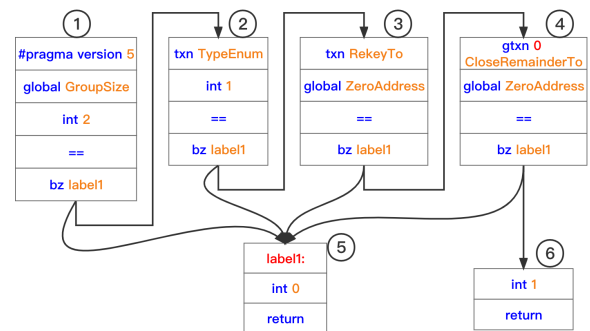 1
#pragma version 5
global GroupSize
int 2
==
bz label1
2
txn TypeEnum
int 1
==
bz label1
3
txn RekeyTo
global ZeroAddress
==
bz label1
4
gtxn 0
CloseRemainderTo
global ZeroAddress
==
bz label1
5
label1:
int 0
return
6
int 1
return